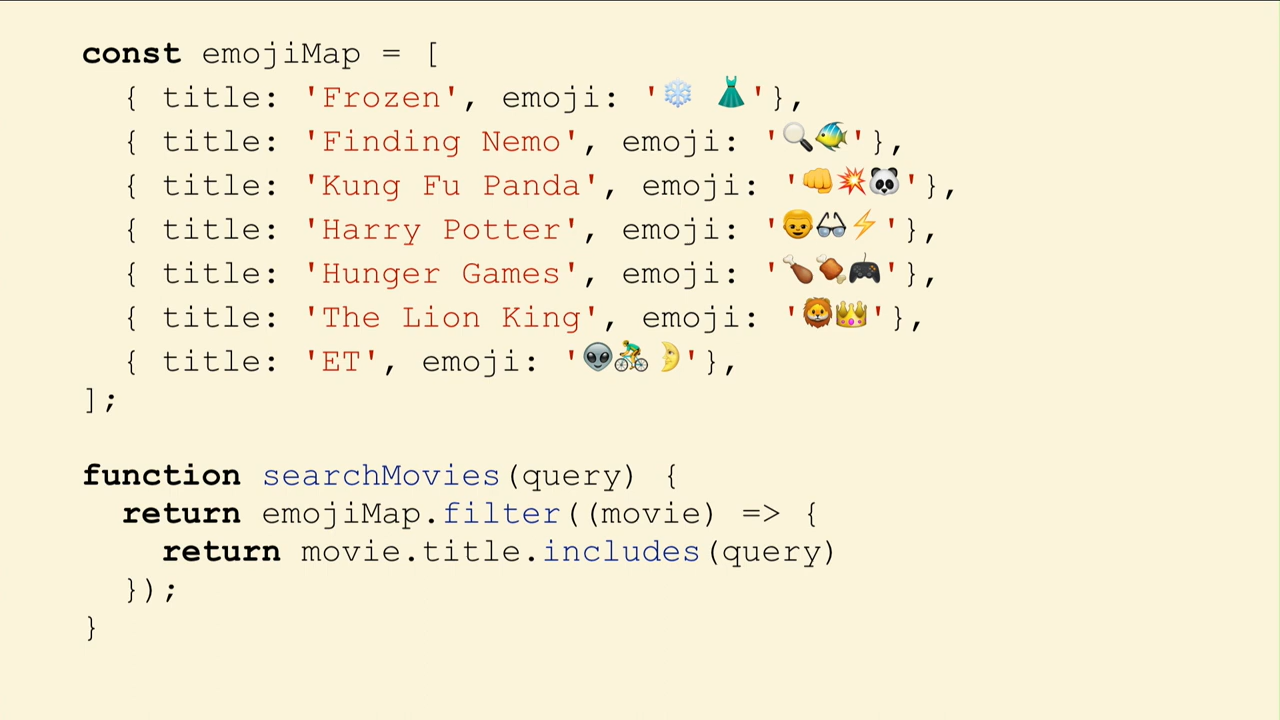 const emojiMap = [
  { title: 'Frozen', emoji: '❄️ 👗'},
  { title: 'Finding Nemo', emoji: '🔍🐠'},
  { title: 'Kung Fu Panda', emoji: '👊💥🐼'},
  { title: 'Harry Potter', emoji: '👦👓⚡'},
  { title: 'Hunger Games', emoji: '🍗🍖🎮'},
  { title: 'The Lion King', emoji: '🦁👑'},
  { title: 'ET', emoji: '👽🚴🌛'},
];
function searchMovies(query) {
  return emojiMap.filter((movie) => {
    return movie.title.includes(query)
  });
}